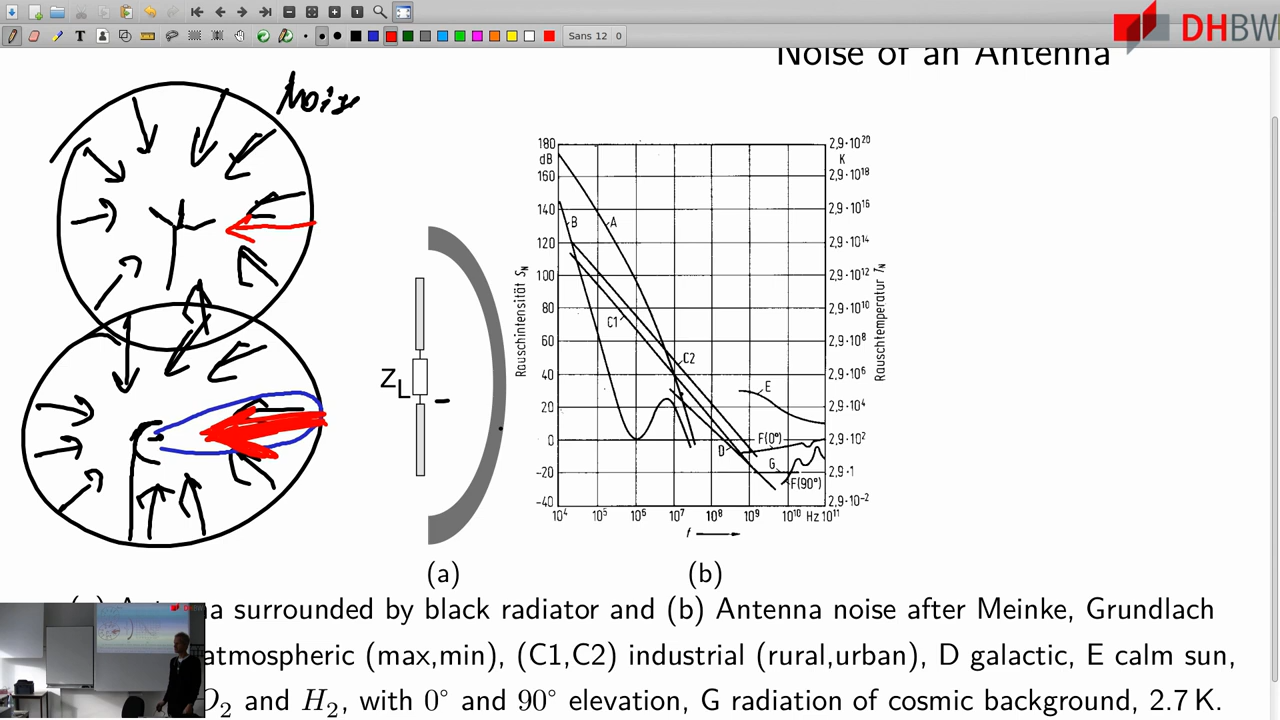 Sans 12 0
DHBW
Noise of an Antenna
Noise
180
dB
160
140
120
100
80
60
40
20
0
-20
-40
Rauschintensität S_N
A
B
C1
C2
D
E
F(0°)
G
F(90°)
2,9·10^20
K
2,9·10^18
2,9·10^16
2,9·10^14
2,9·10^12
2,9·10^10
2,9·10^8
2,9·10^6
2,9·10^4
2,9·10^2
2,9·1
2,9·10^-2
Rauschtemperatur T_N
10^4 10^5 10^6 10^7 10^8 10^9 10^10 Hz 10^11
f
Z_L
(a) (b)
surrounded by black radiator and (b) Antenna noise after Meinke, Grundlach
atmospheric (max,min), (C1,C2) industrial (rural,urban), D galactic, E calm sun,
O_2 and H_2, with 0° and 90° elevation, G radiation of cosmic background, 2.7 K.